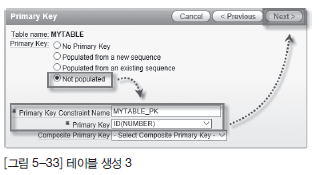 Primary Key
Cancel
< Previous
Next >
Table name: MYTABLE
Primary Key:
No Primary Key
Populated from a new sequence
Populated from an existing sequence
Not populated
* Primary Key Constraint Name MYTABLE_PK
* Primary Key ID(NUMBER)
Composite Primary Key - Select Composite Primary Key -
[그림 5-33] 테이블 생성 3